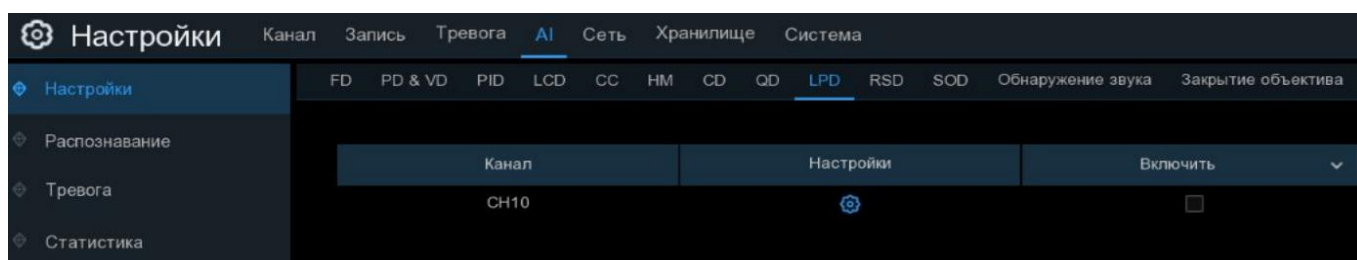 Настройки Канал Запись Тревога AI Сеть Хранилище Система
Настройки
FD PD & VD PID LCD CC HM CD QD LPD RSD SOD Обнаружение звука Закрытие объектива
Распознавание
Тревога
Статистика
Канал Настройки Включить
CH10